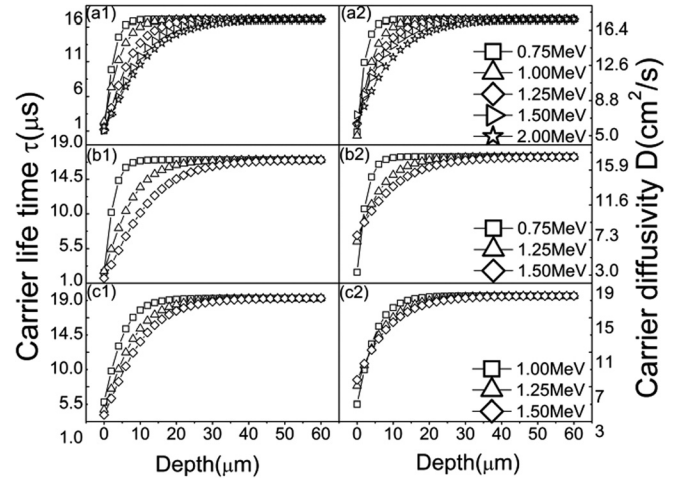 Carrier life time τ(μs)
Carrier diffusivity D(cm²/s)
(a1)
16
11
6
1
(a2)
16.4
12.6
8.8
5.0
0.75MeV
1.00MeV
1.25MeV
1.50MeV
2.00MeV
(b1)
19.0
14.5
10.0
5.5
1.0
(b2)
15.9
11.6
7.3
3.0
0.75MeV
1.25MeV
1.50MeV
(c1)
19.0
14.5
10.0
5.5
1.0
(c2)
19
15
11
7
3
1.00MeV
1.25MeV
1.50MeV
0 10 20 30 40 50 60
0 10 20 30 40 50 60
Depth(μm)
Depth(μm)